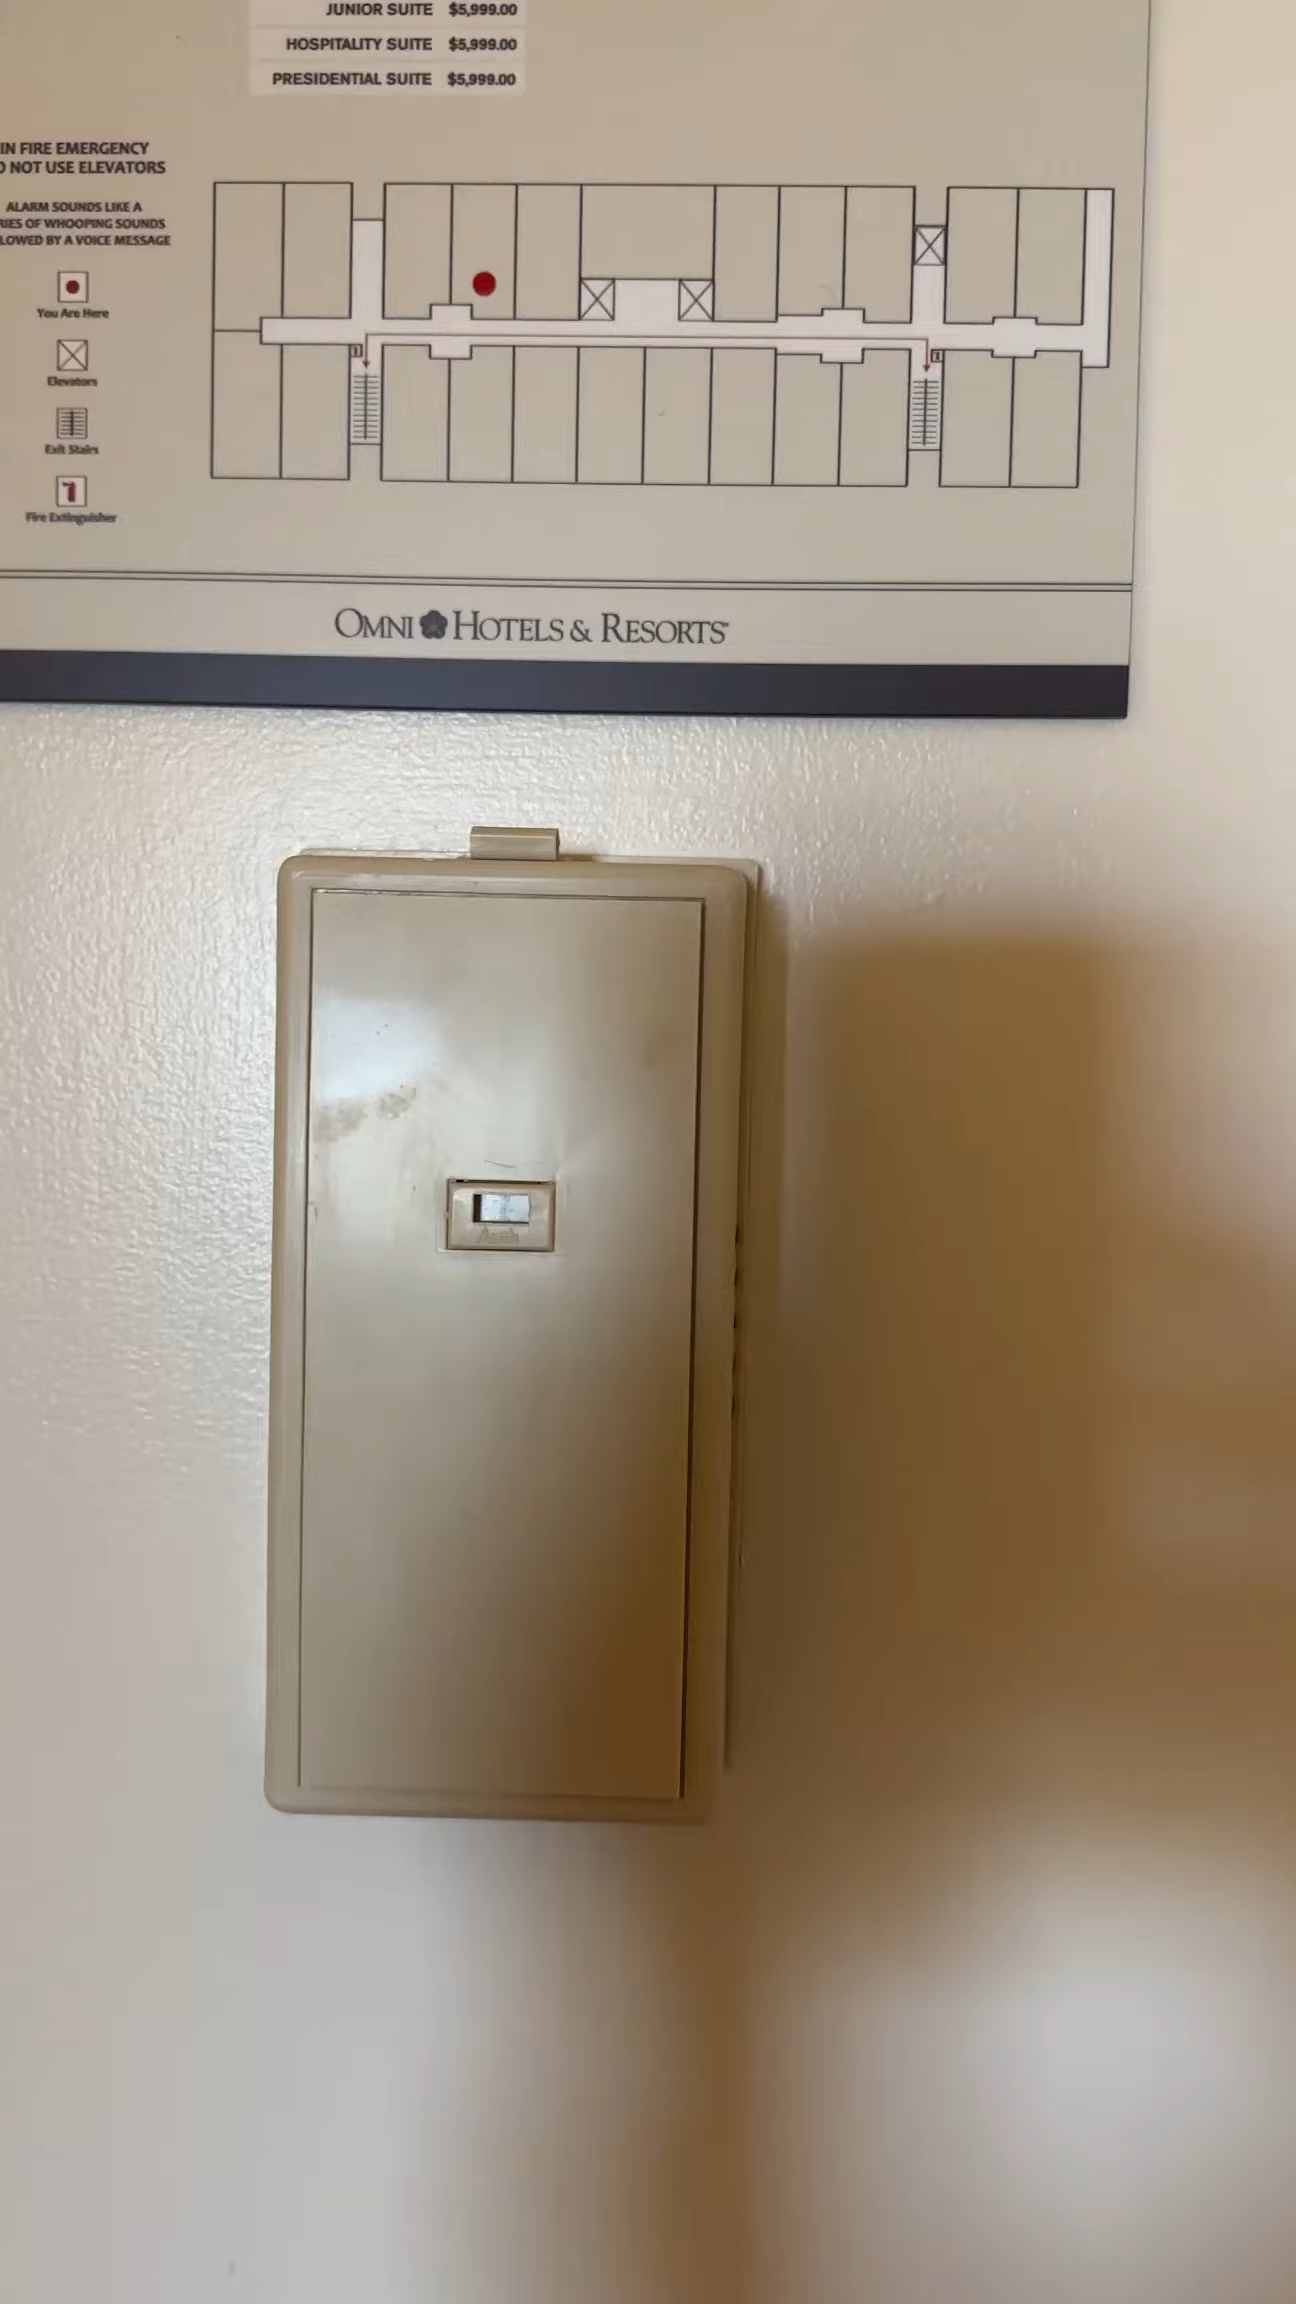 JUNIOR SUITE $5,999.00
HOSPITALITY SUITE $5,999.00
PRESIDENTIAL SUITE $5,999.00
IN FIRE EMERGENCY
O NOT USE ELEVATORS
ALARM SOUNDS LIKE A
RIES OF WHOOPING SOUNDS
LOWED BY A VOICE MESSAGE
You Are Here
Elevators
Exit Stairs
Fire Extinguisher
OMNI HOTELS & RESORTS